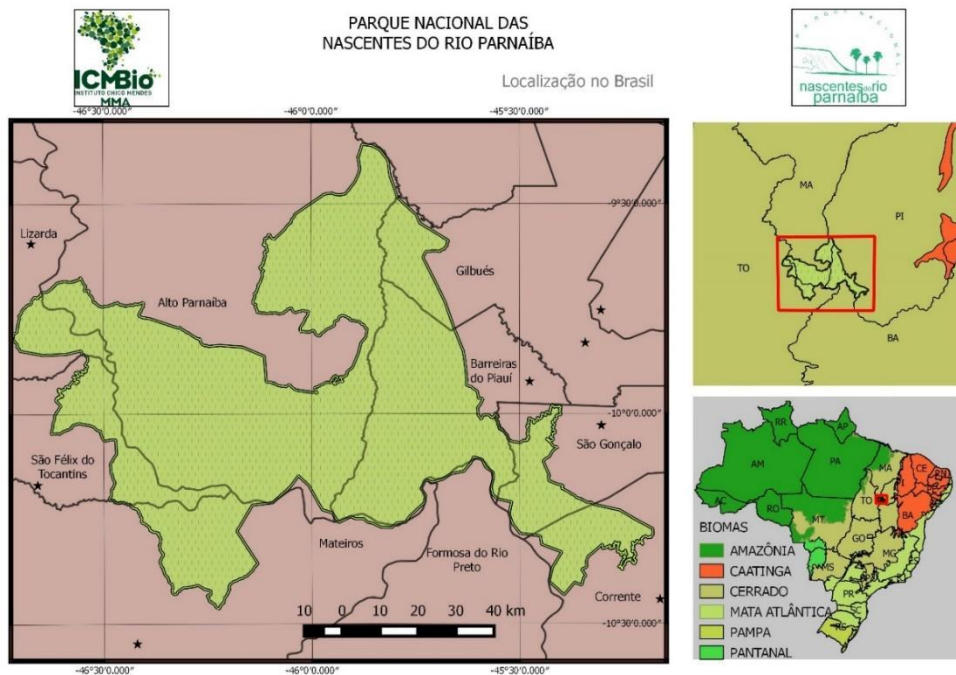 PARQUE NACIONAL DAS
NASCENTES DO RIO PARNAÍBA
Localização no Brasil
ICMBio
INSTITUTO CHICO MENDES
MMA
nascentes do rio
parnaíba
-46°30'0.000"
-46°0'0.000"
-45°30'0.000"
-9°30'0.000"
Lizarda
Gilbués
Alto Parnaíba
Barreiras
do Piauí
-10°0'0.000"
São Gonçalo
São Félix do
Tocantins
Mateiros
Formosa do Rio
Preto
Corrente
10 0 10 20 30 40 km
-10°30'0.000"
-46°30'0.000"
-46°0'0.000"
-45°30'0.000"
MA
PI
TO
BA
RR
AP
AM
PA
MA
CE
AC
RO
TO
BA
MT
GO
MG
MS
PR
SC
RS
BIOMAS
AMAZÔNIA
CAATINGA
CERRADO
MATA ATLÂNTICA
PAMPA
PANTANAL